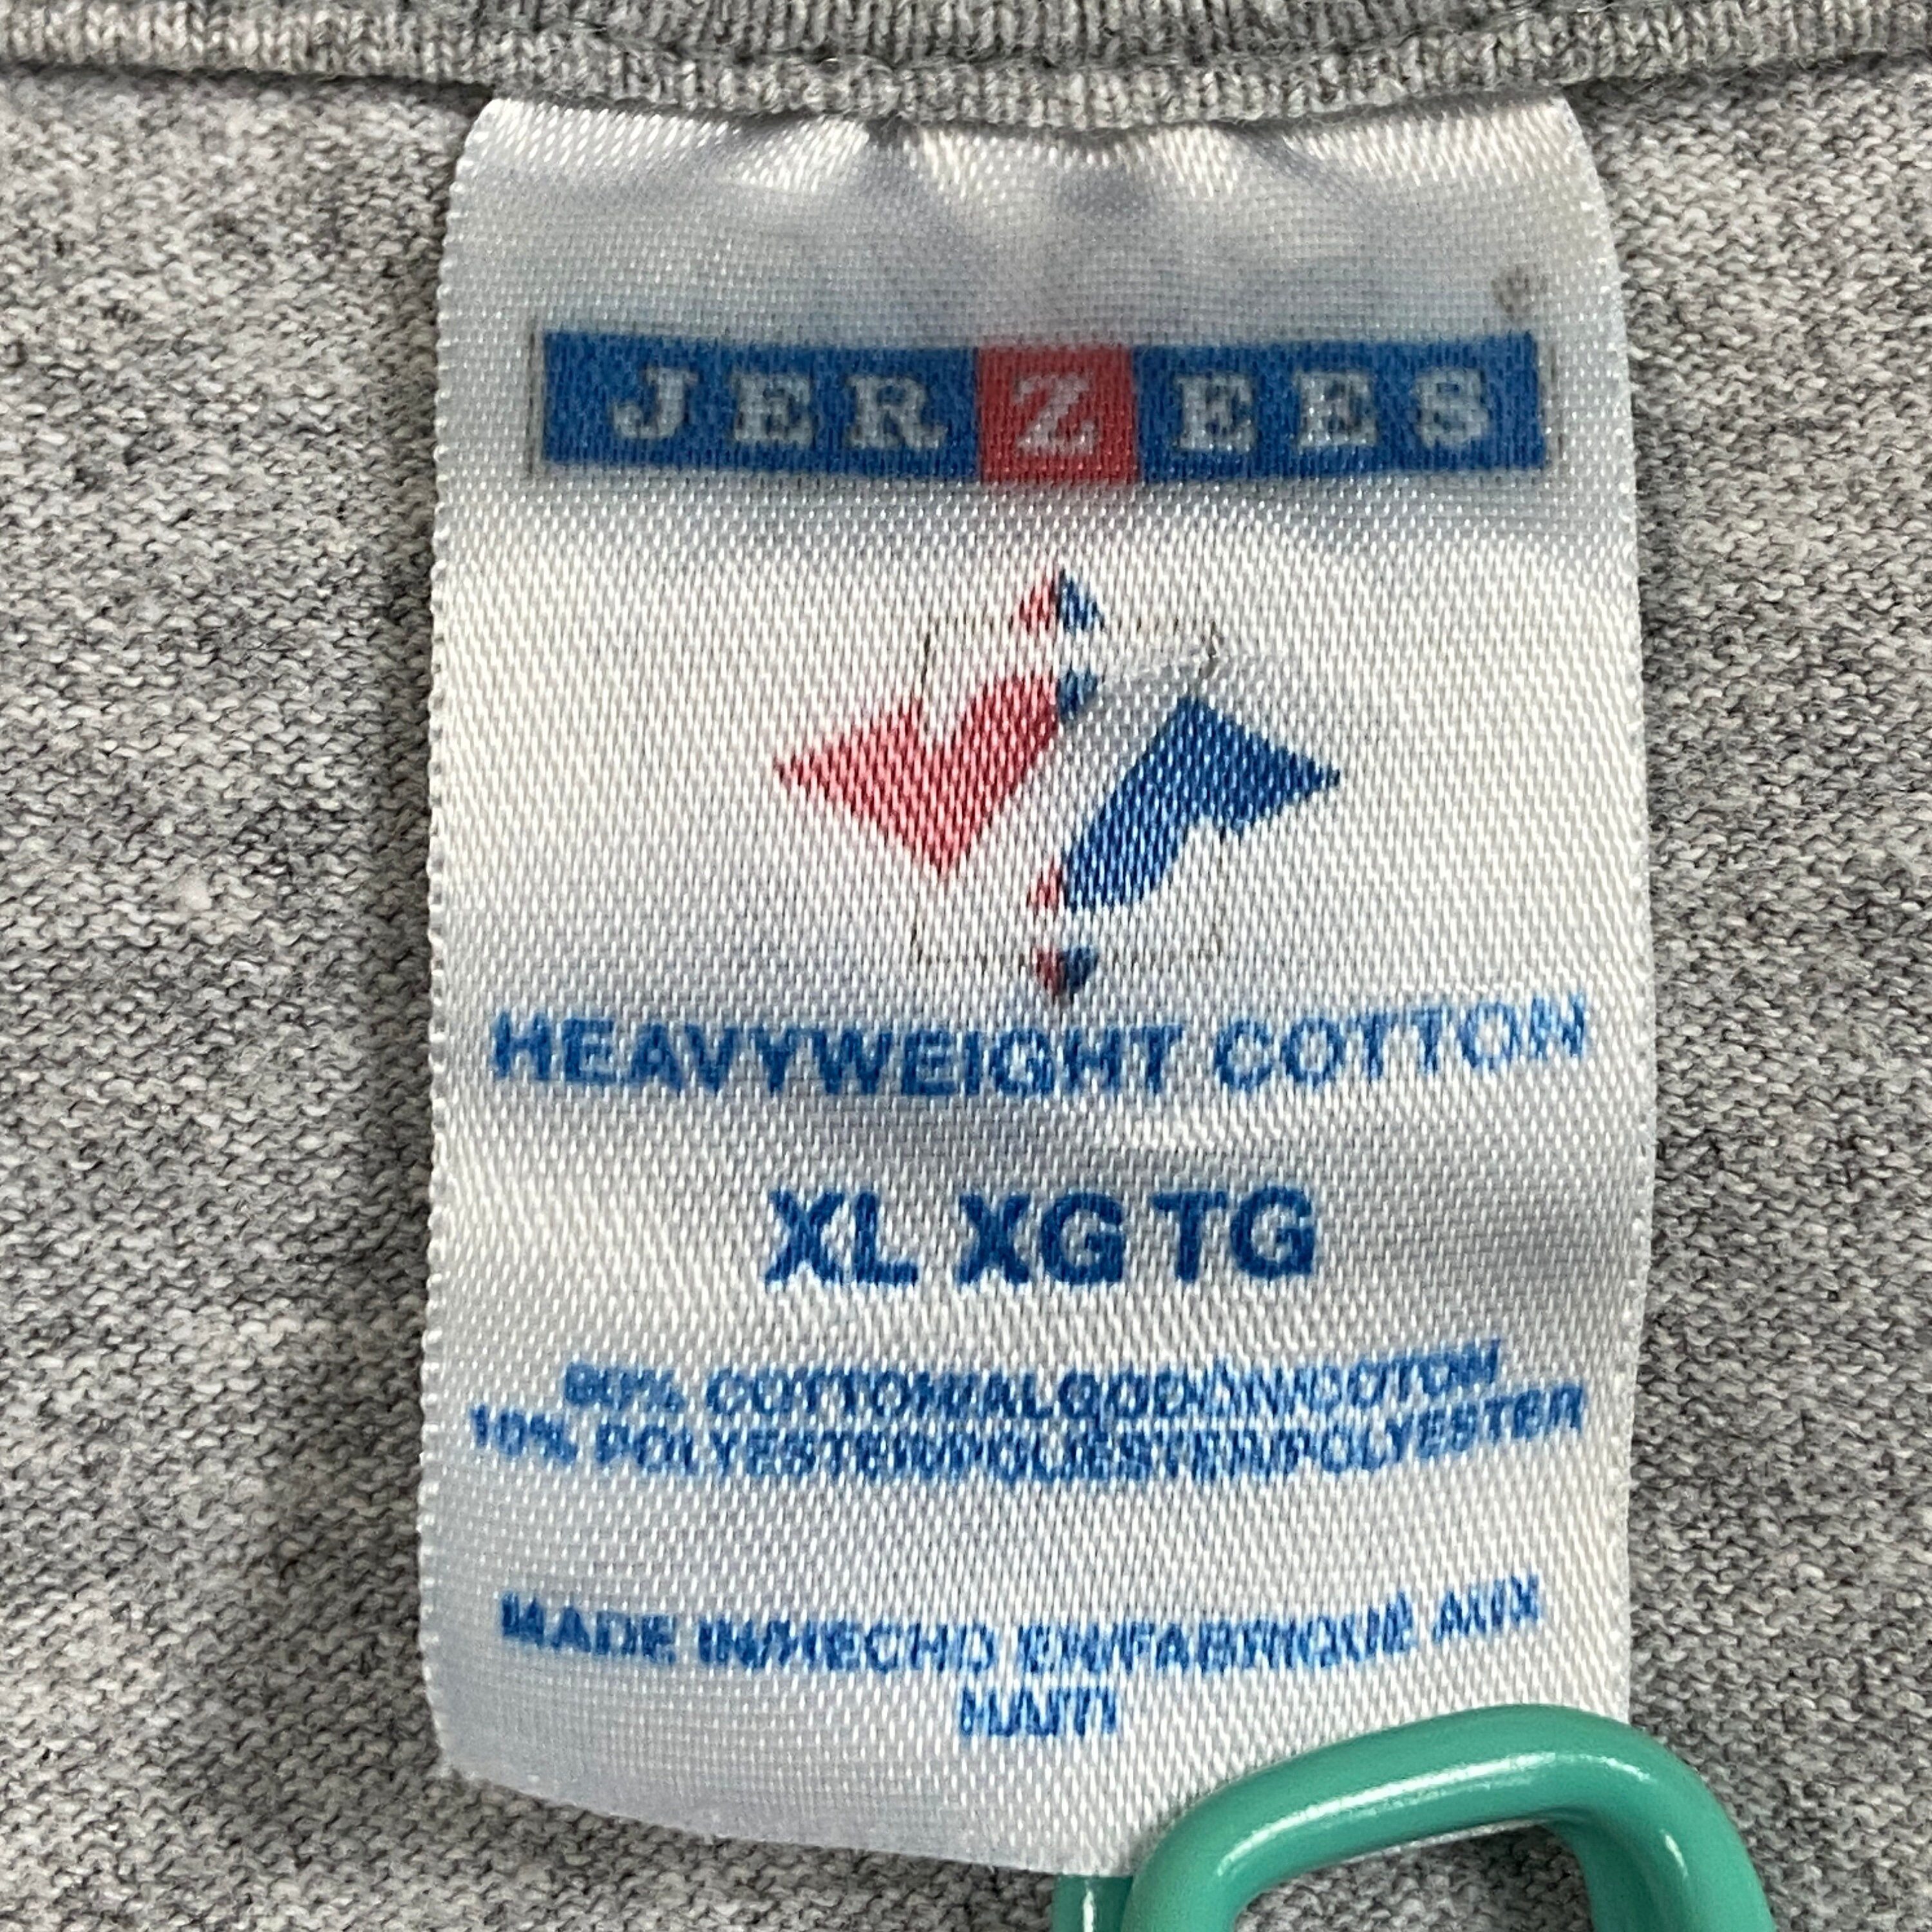 JERZEES
HEAVYWEIGHT COTTON
XL XG TG
90% COTTON/ALGODÓN/COTON
10% POLYESTER/POLIESTER/POLYESTER
MADE IN/HECHO EN/FABRIQUÉ AUX
HAITI